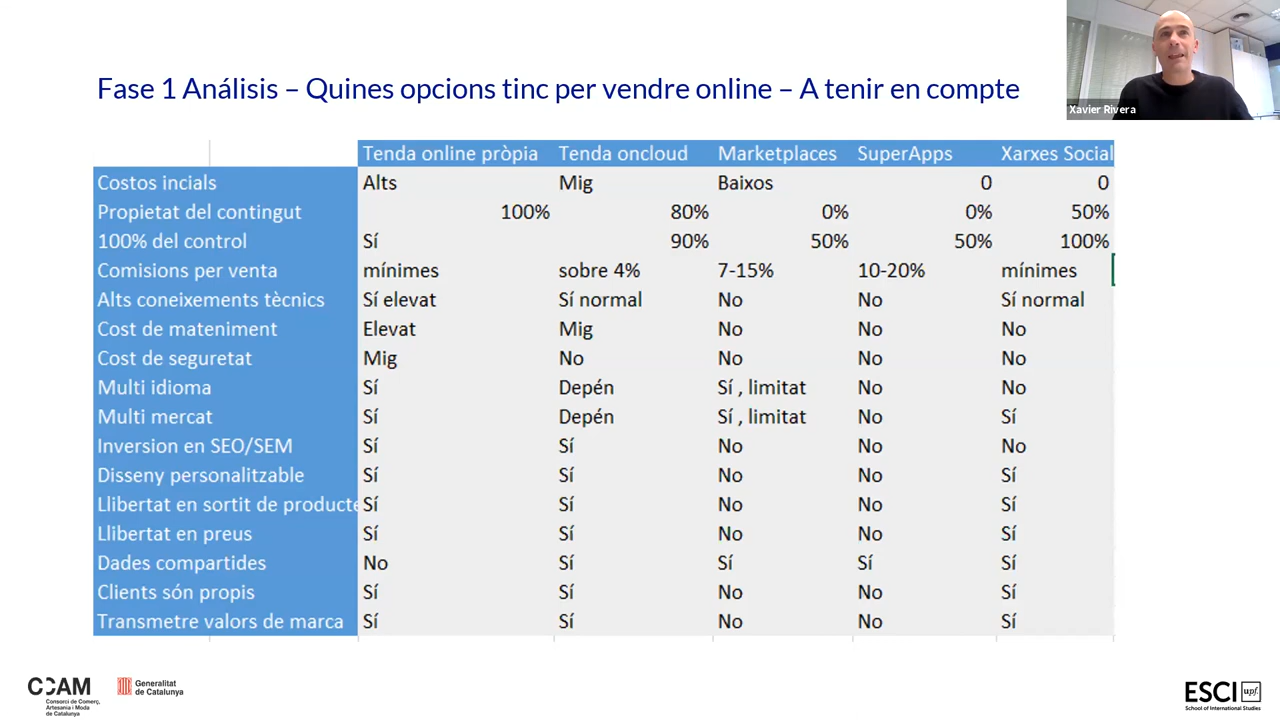 Fase 1 Análisis – Quines opcions tinc per vendre online – A tenir en compte
Xavier Rivera
Tenda online pròpia Tenda oncloud Marketplaces SuperApps Xarxes Social
Costos incials Alts Mig Baixos 0 0
Propietat del contingut 100% 80% 0% 0% 50%
100% del control Sí 90% 50% 50% 100%
Comisions per venta mínimes sobre 4% 7-15% 10-20% mínimes
Alts coneixements tècnics Sí elevat Sí normal No No Sí normal
Cost de mateniment Elevat Mig No No No
Cost de seguretat Mig No No No No
Multi idioma Sí Depén Sí , limitat No No
Multi mercat Sí Depén Sí , limitat No Sí
Inversion en SEO/SEM Sí Sí No No No
Disseny personalitzable Sí Sí No No Sí
Llibertat en sortit de producte Sí Sí No No Sí
Llibertat en preus Sí Sí No No Sí
Dades compartides No Sí Sí Sí Sí
Clients són propis Sí Sí No No Sí
Transmetre valors de marca Sí Sí No No Sí
CCAM
Consorci de Comerç,
Artesania i Moda
de Catalunya
Generalitat
de Catalunya
ESCI upf.
School of International Studies